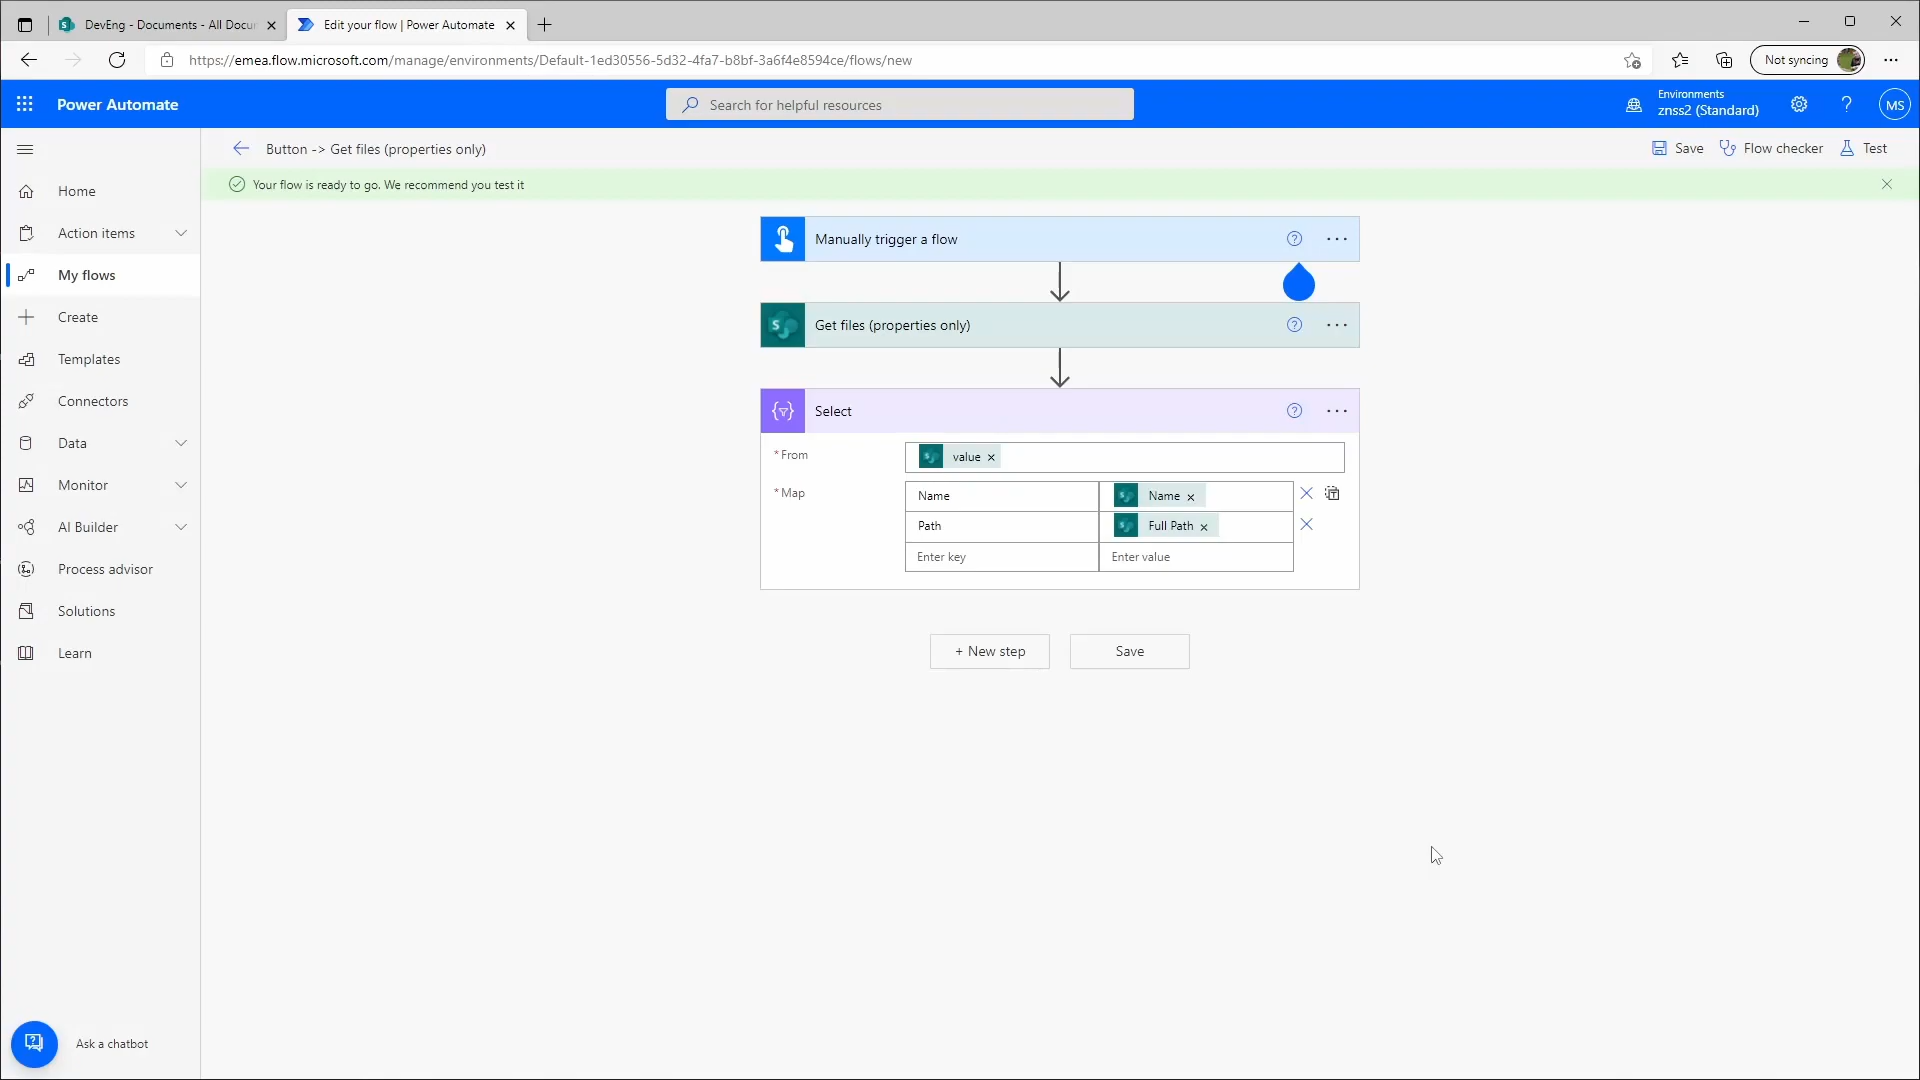 DevEng - Documents - All Docu
Edit your flow | Power Automate
https://emea.flow.microsoft.com/manage/environments/Default-1ed30556-5d32-4fa7-b8bf-3a6f4e8594ce/flows/new
Not syncing
Power Automate
Search for helpful resources
Environments
znss2 (Standard)
MS
Button -> Get files (properties only)
Save
Flow checker
Test
Your flow is ready to go. We recommend you test it
Home
Action items
My flows
Create
Templates
Connectors
Data
Monitor
AI Builder
Process advisor
Solutions
Learn
Ask a chatbot
Manually trigger a flow
Get files (properties only)
Select
* From
value
* Map
Name
Name
Path
Full Path
Enter key
Enter value
+ New step
Save